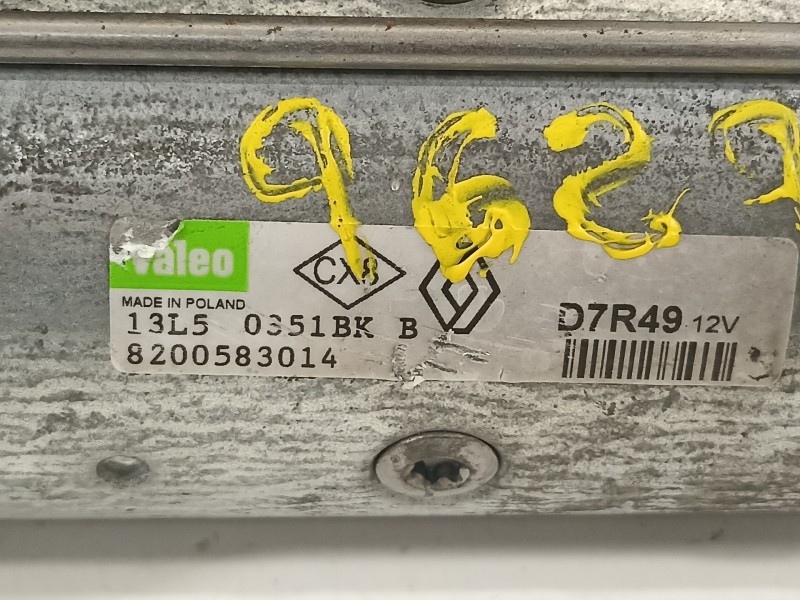 962
Valeo
CX8
MADE IN POLAND
13L5 0351BK B
D7R49 12V
8200583014